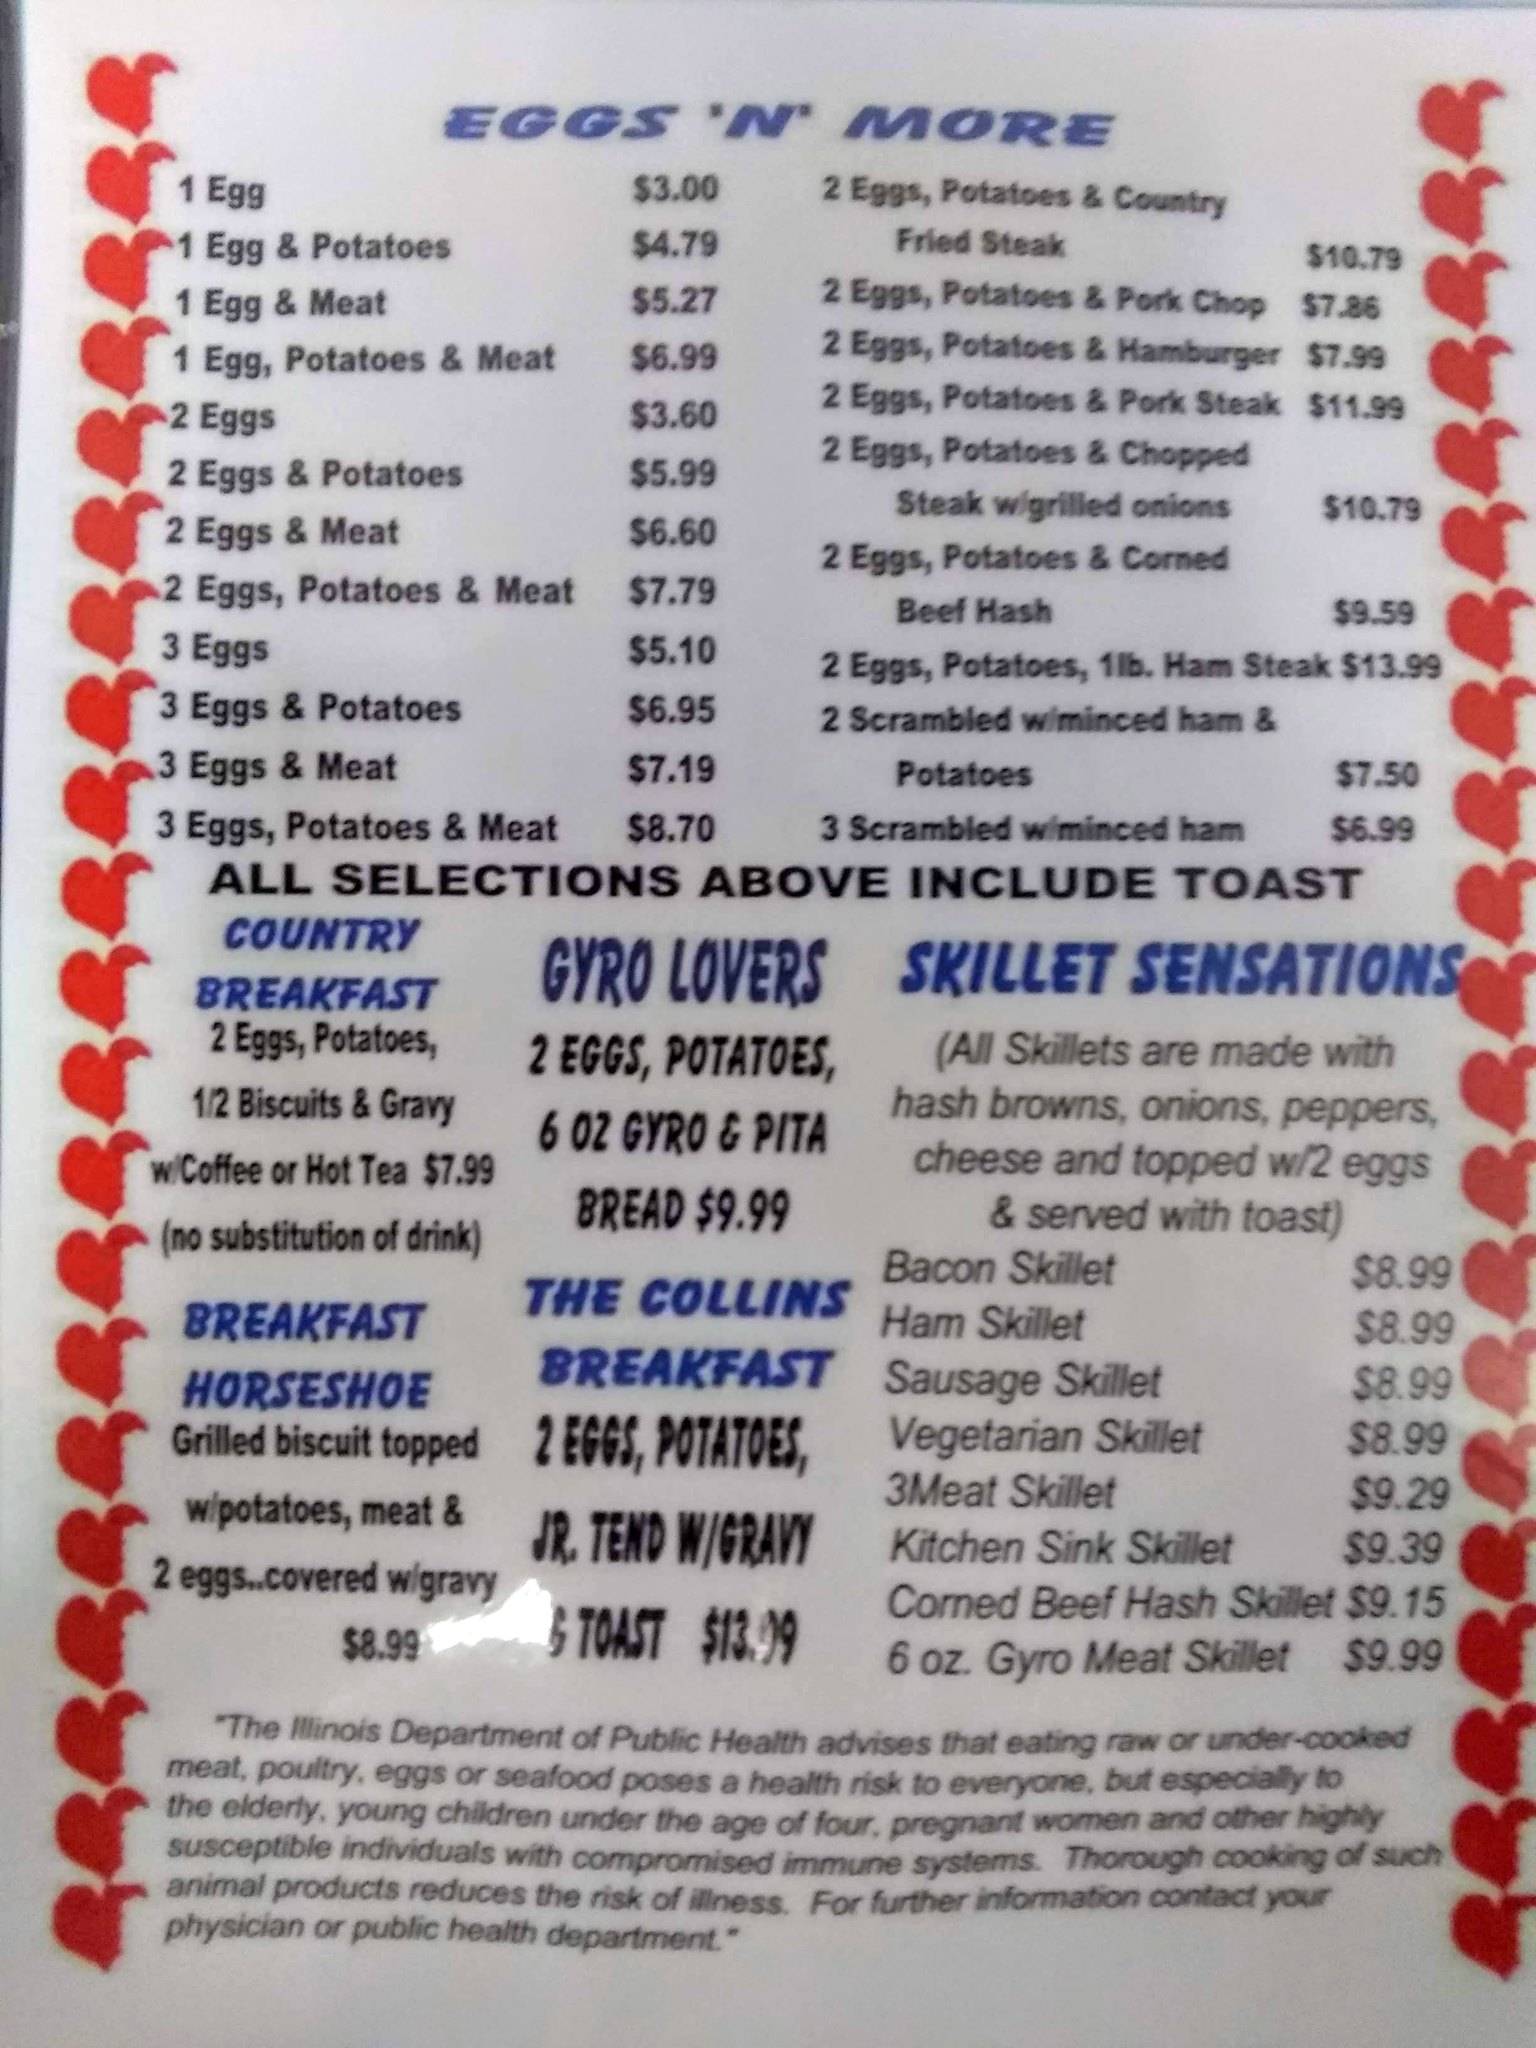 EGGS 'N' MORE
1 Egg $3.00
1 Egg & Potatoes $4.79
1 Egg & Meat $5.27
1 Egg, Potatoes & Meat $6.99
2 Eggs $3.60
2 Eggs & Potatoes $5.99
2 Eggs & Meat $6.60
2 Eggs, Potatoes & Meat $7.79
3 Eggs $5.10
3 Eggs & Potatoes $6.95
3 Eggs & Meat $7.19
3 Eggs, Potatoes & Meat $8.70
2 Eggs, Potatoes & Country
Fried Steak $10.79
2 Eggs, Potatoes & Pork Chop $7.86
2 Eggs, Potatoes & Hamburger $7.99
2 Eggs, Potatoes & Pork Steak $11.99
2 Eggs, Potatoes & Chopped
Steak w/grilled onions $10.79
2 Eggs, Potatoes & Corned
Beef Hash $9.59
2 Eggs, Potatoes, 1lb. Ham Steak $13.99
2 Scrambled w/minced ham &
Potatoes $7.50
3 Scrambled w/minced ham $6.99
ALL SELECTIONS ABOVE INCLUDE TOAST
COUNTRY
BREAKFAST
2 Eggs, Potatoes,
1/2 Biscuits & Gravy
w/Coffee or Hot Tea $7.99
(no substitution of drink)
BREAKFAST
HORSESHOE
Grilled biscuit topped
w/potatoes, meat &
2 eggs..covered w/gravy
$8.99
GYRO LOVERS
2 EGGS, POTATOES,
6 OZ GYRO & PITA
BREAD $9.99
THE COLLINS
BREAKFAST
2 EGGS, POTATOES,
JR. TEND W/GRAVY
TOAST
SKILLET SENSATIONS
(All Skillets are made with
hash browns, onions, peppers,
cheese and topped w/2 eggs
& served with toast)
Bacon Skillet $8.99
Ham Skillet $8.99
Sausage Skillet $8.99
Vegetarian Skillet $8.99
3Meat Skillet $9.29
Kitchen Sink Skillet $9.39
Corned Beef Hash Skillet $9.15
6 oz. Gyro Meat Skillet $9.99
"The Illinois Department of Public Health advises that eating raw or under-cooked
meat, poultry, eggs or seafood poses a health risk to everyone, but especially to
the elderly, young children under the age of four, pregnant women and other highly
susceptible individuals with compromised immune systems. Thorough cooking of such
animal products reduces the risk of illness. For further information contact your
physician or public health department."